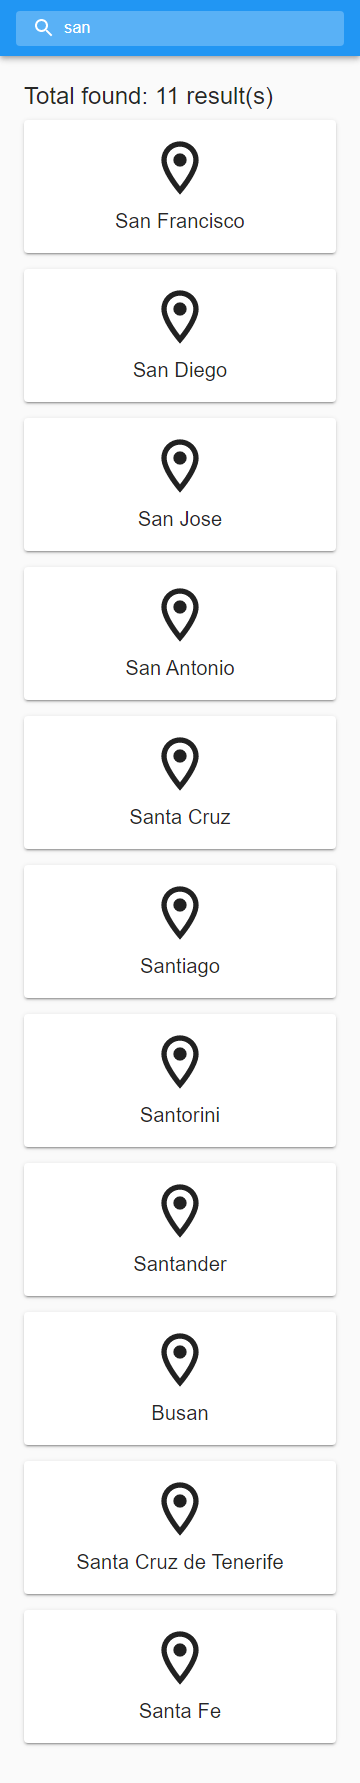 san
Total found: 11 result(s)
San Francisco
San Diego
San Jose
San Antonio
Santa Cruz
Santiago
Santorini
Santander
Busan
Santa Cruz de Tenerife
Santa Fe